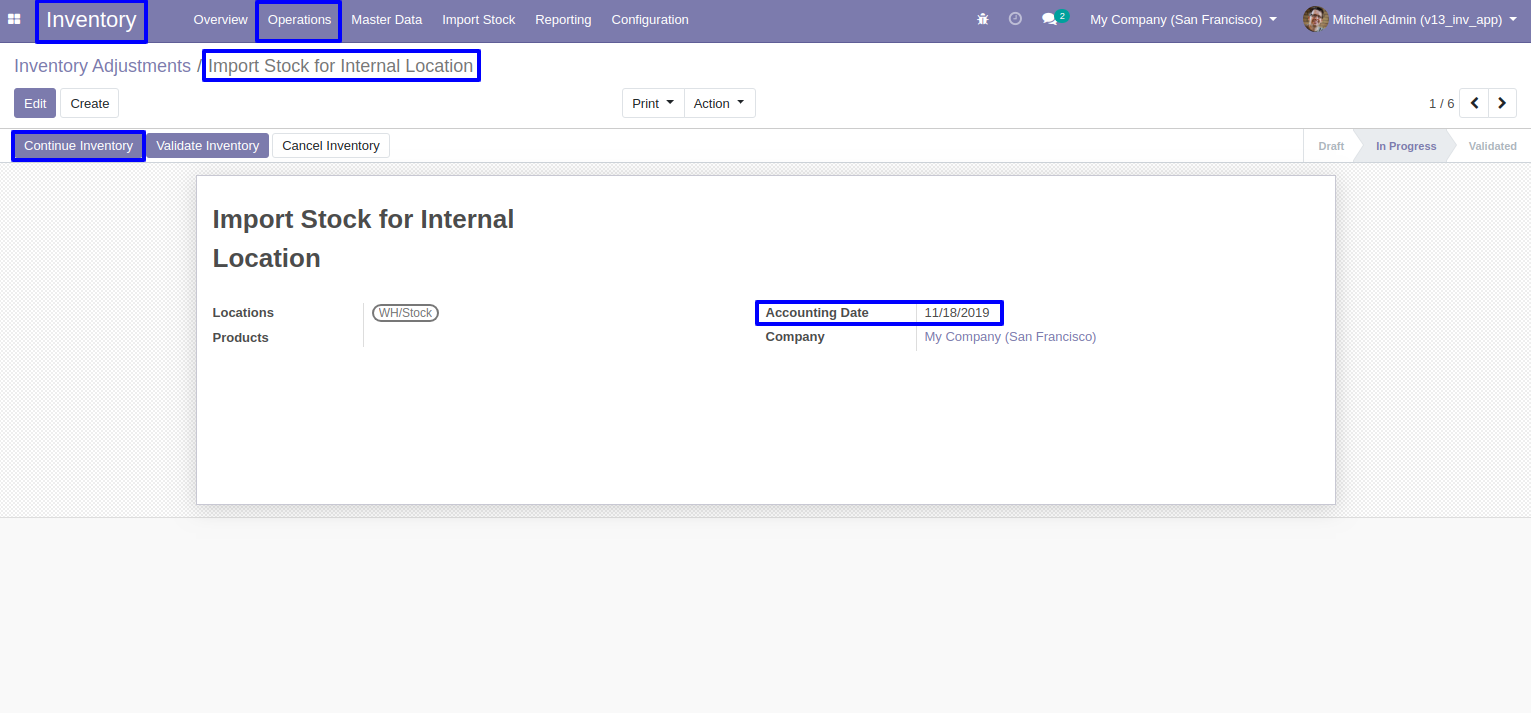 Inventory Overview Operations Master Data Import Stock Reporting Configuration 2 My Company (San Francisco) Mitchell Admin (v13_inv_app)
Inventory Adjustments / Import Stock for Internal Location
Edit Create Print Action 1 / 6
Continue Inventory Validate Inventory Cancel Inventory Draft In Progress Validated
Import Stock for Internal
Location
Locations WH/Stock Accounting Date 11/18/2019
Products Company My Company (San Francisco)